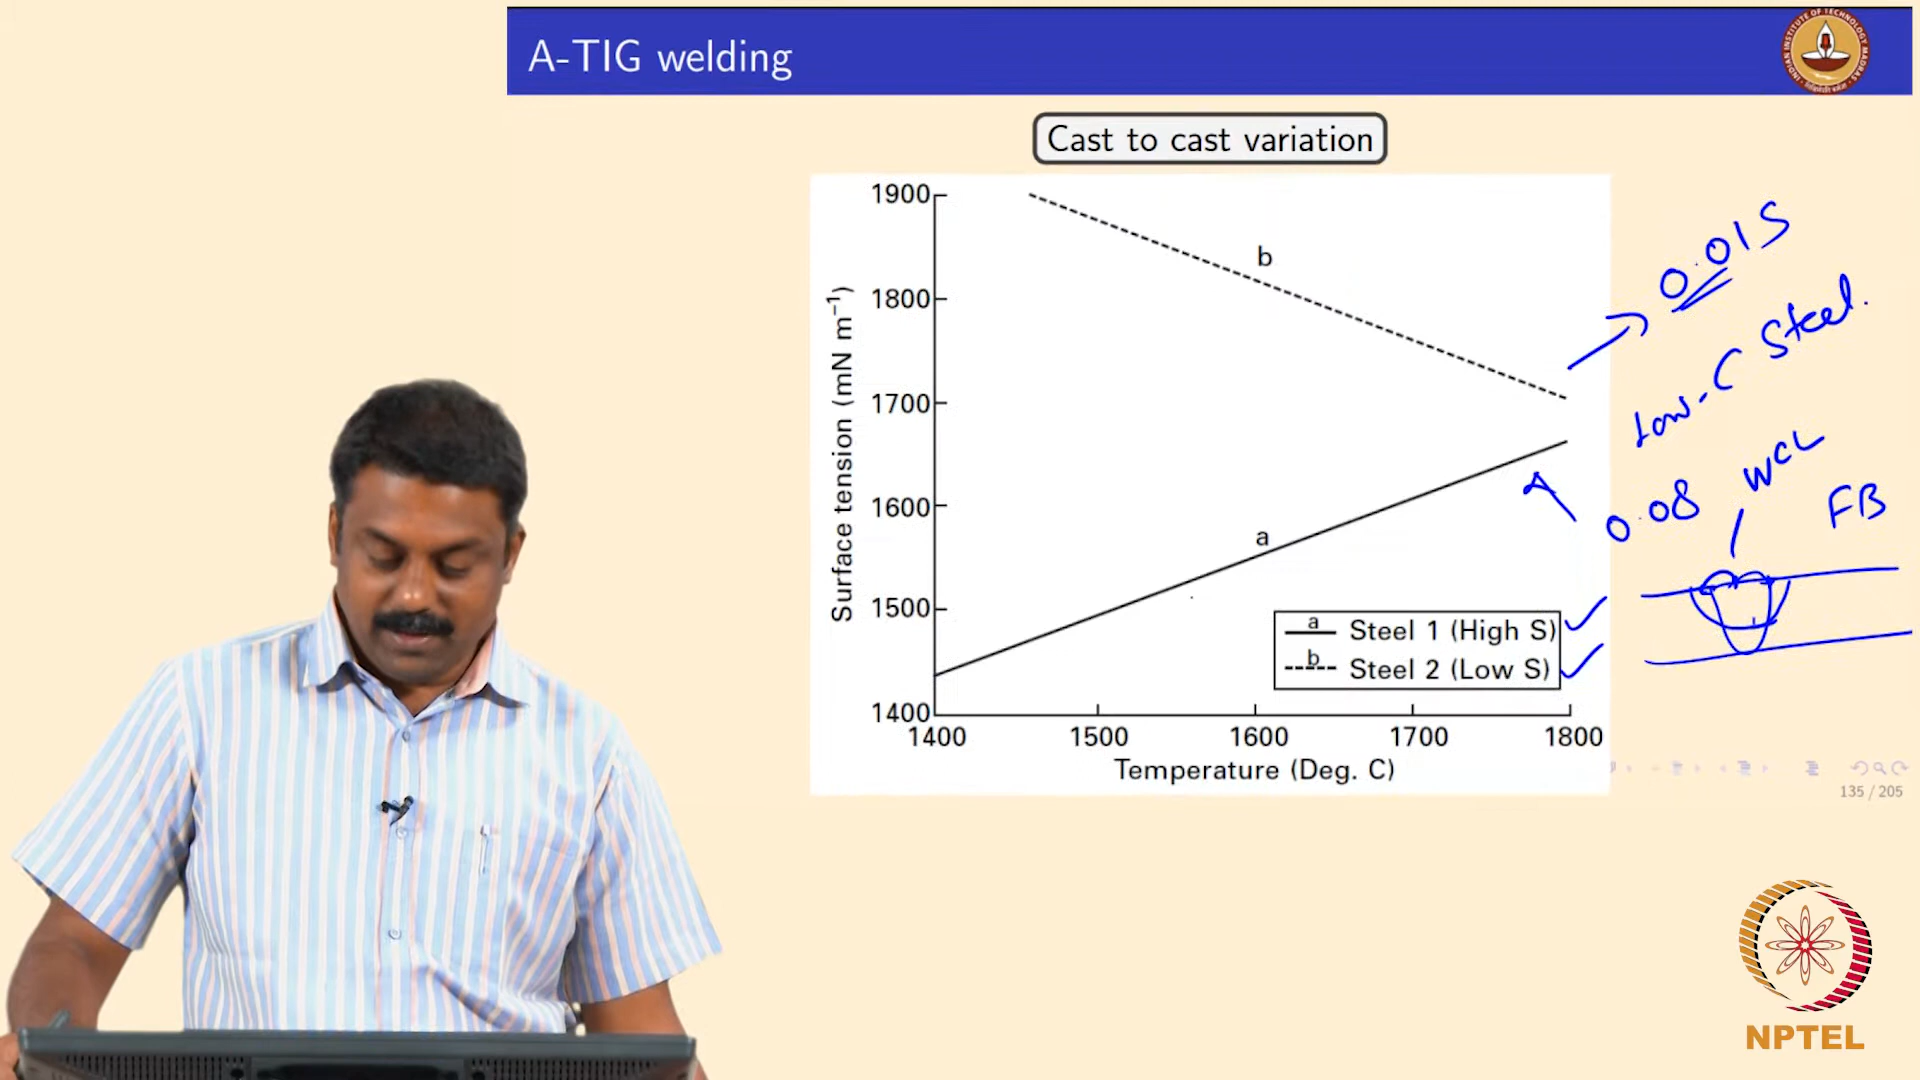 A-TIG welding
Cast to cast variation
1900
1800
1700
1600
1500
1400
Surface tension (mN m⁻¹)
b
a
a Steel 1 (High S)
b Steel 2 (Low S)
1400 1500 1600 1700 1800
Temperature (Deg. C)
0.01S
Low-C Steel.
WCL
0.08
FB
135 / 205
NPTEL